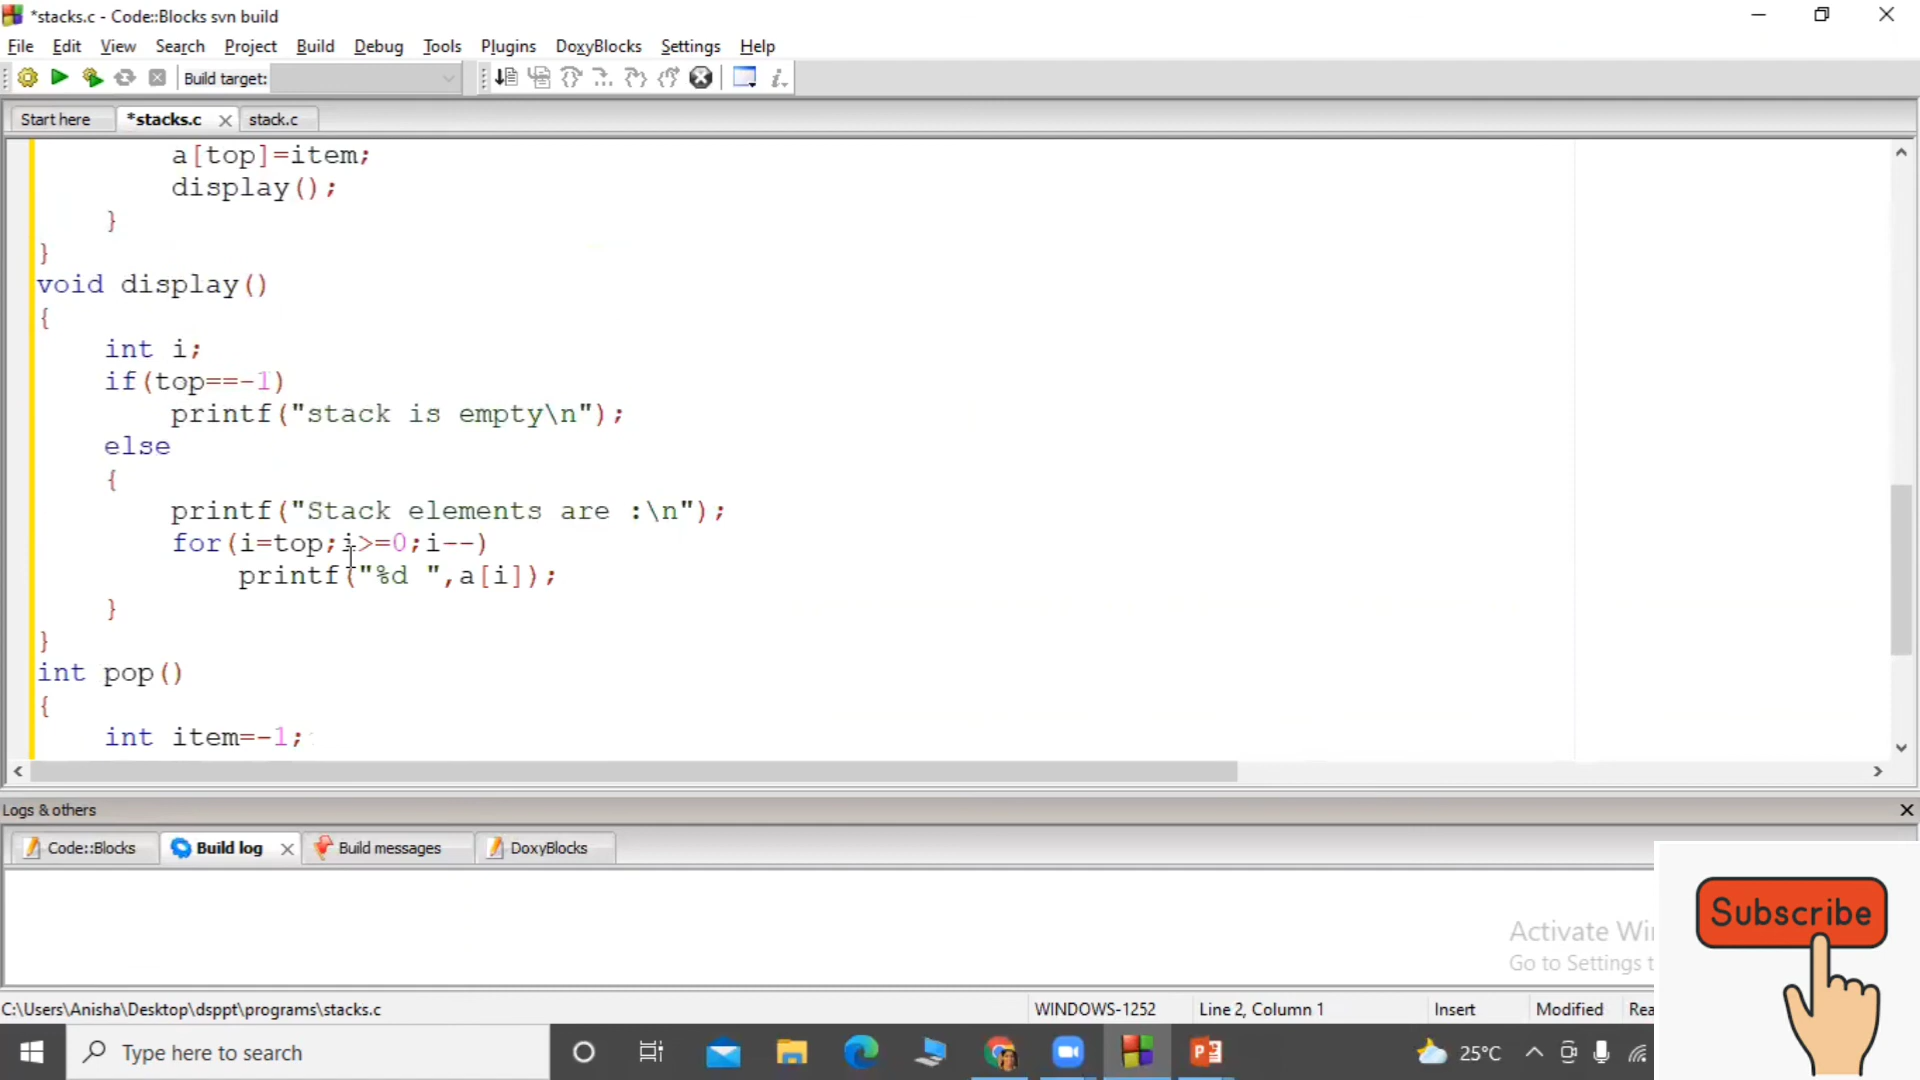 *stacks.c - Code::Blocks svn build
File Edit View Search Project Build Debug Tools Plugins DoxyBlocks Settings Help
Build target:
Start here *stacks.c stack.c
a[top]=item;
display();
}
}
void display()
{
int i;
if(top==-1)
printf("stack is empty\n");
else
{
printf("Stack elements are :\n");
for(i=top;i>=0;i--)
printf("%d ",a[i]);
}
}
int pop()
{
int item=-1;
Logs & others
Code::Blocks Build log Build messages DoxyBlocks
Activate Wi
Go to Settings t
Subscribe
C:\Users\Anisha\Desktop\dsppt\programs\stacks.c WINDOWS-1252 Line 2, Column 1 Insert Modified Rea
Type here to search 25°C